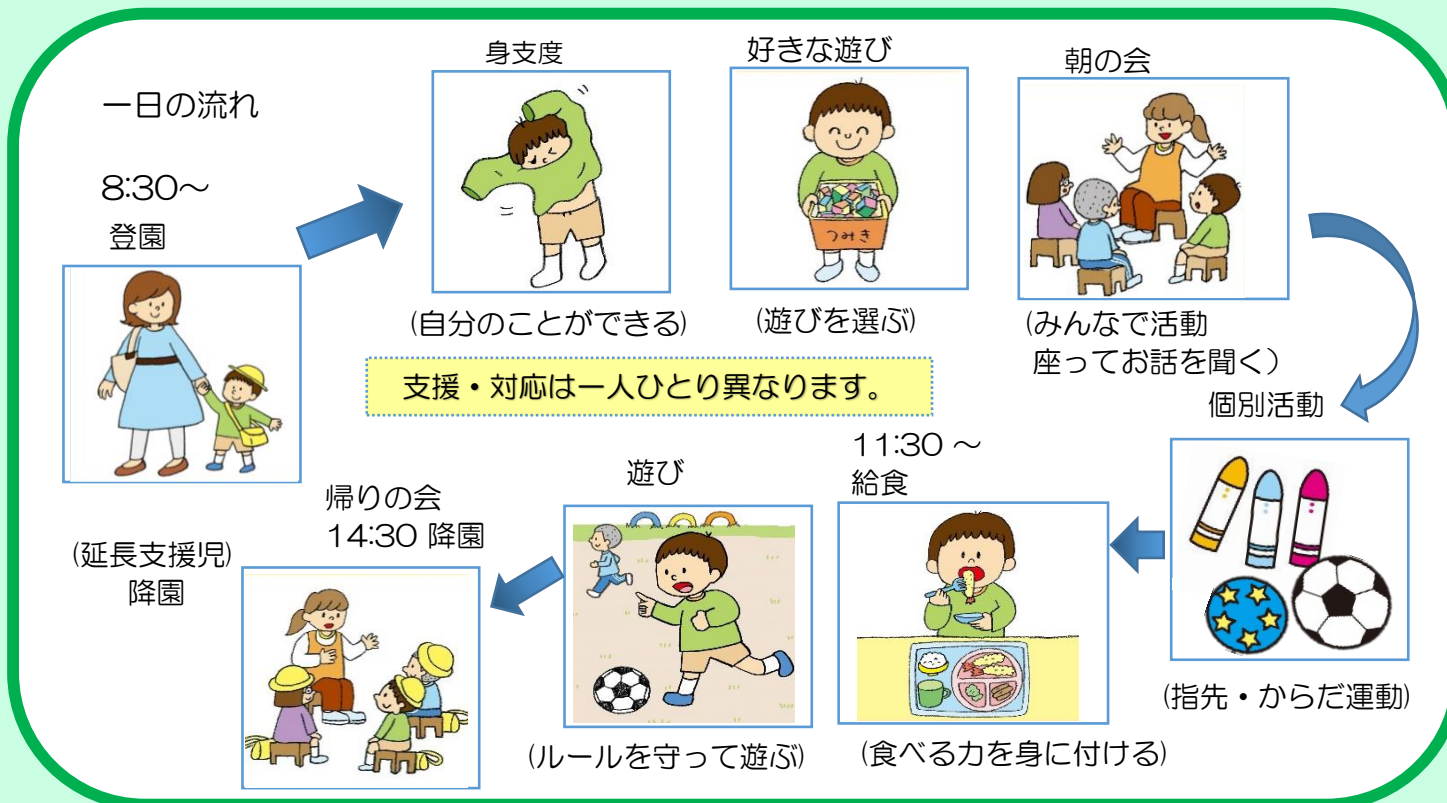 一日の流れ
8:30～
登園
身支度
(自分のことができる)
好きな遊び
つみき
(遊びを選ぶ)
朝の会
(みんなで活動
座ってお話を聞く)
支援・対応は一人ひとり異なります。
個別活動
(指先・からだ運動)
11:30 ～
給食
(食べる力を身に付ける)
遊び
(ルールを守って遊ぶ)
帰りの会
14:30 降園
(延長支援児)
降園